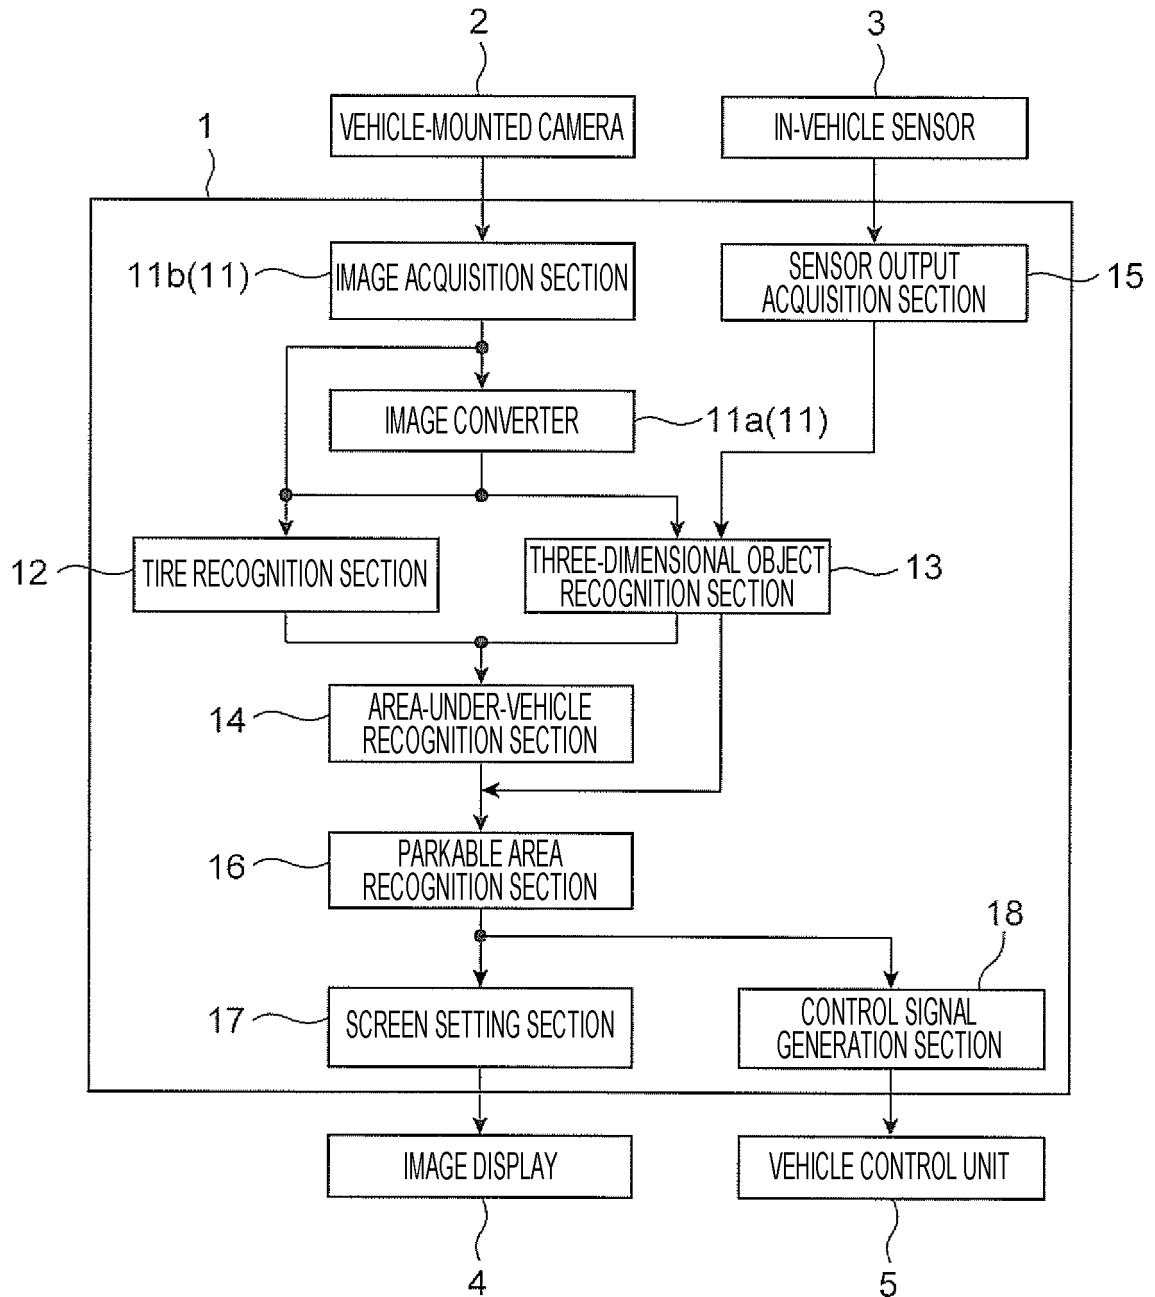 2
3
VEHICLE-MOUNTED CAMERA
IN-VEHICLE SENSOR
1
11b(11)
IMAGE ACQUISITION SECTION
SENSOR OUTPUT
ACQUISITION SECTION
15
IMAGE CONVERTER
11a(11)
12
TIRE RECOGNITION SECTION
THREE-DIMENSIONAL OBJECT
RECOGNITION SECTION
13
14
AREA-UNDER-VEHICLE
RECOGNITION SECTION
16
PARKABLE AREA
RECOGNITION SECTION
18
17
SCREEN SETTING SECTION
CONTROL SIGNAL
GENERATION SECTION
IMAGE DISPLAY
VEHICLE CONTROL UNIT
4
5